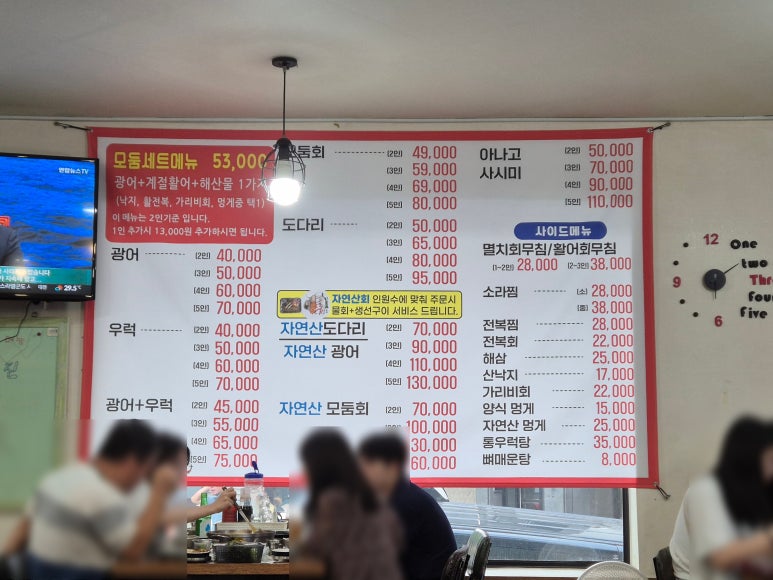 연합뉴스TV
29.5℃
모둠세트메뉴 53,000
광어+계절활어+해산물 1가지
(낙지, 활전복, 가리비회, 멍게중 택1)
이 메뉴는 2인기준 입니다.
1인 추가시 13,000원 추가하시면 됩니다.
광어 (2인) 40,000
(3인) 50,000
(4인) 60,000
(5인) 70,000
우럭 (2인) 40,000
(3인) 50,000
(4인) 60,000
(5인) 70,000
광어+우럭 (2인) 45,000
(3인) 55,000
(4인) 65,000
(5인) 75,000
둠회 (2인) 49,000
(3인) 59,000
(4인) 69,000
(5인) 80,000
도다리 (2인) 50,000
(3인) 65,000
(4인) 80,000
(5인) 95,000
자연산회 인원수에 맞춰 주문시
물회+생선구이 서비스 드립니다.
자연산도다리 (2인) 70,000
자연산 광어 (3인) 90,000
(4인) 110,000
(5인) 130,000
자연산 모둠회 (2인) 70,000
100,000
30,000
60,000
아나고 (2인) 50,000
사시미 (3인) 70,000
(4인) 90,000
(5인) 110,000
사이드메뉴
멸치회무침/활어회무침
(1~2인) 28,000 (2~3인) 38,000
소라찜 (소) 28,000
(중) 38,000
전복찜 28,000
전복회 22,000
해삼 25,000
산낙지 17,000
가리비회 22,000
양식 멍게 15,000
자연산 멍게 25,000
통우럭탕 35,000
뼈매운탕 8,000
12
9
6
One
two
Thre
four
Five